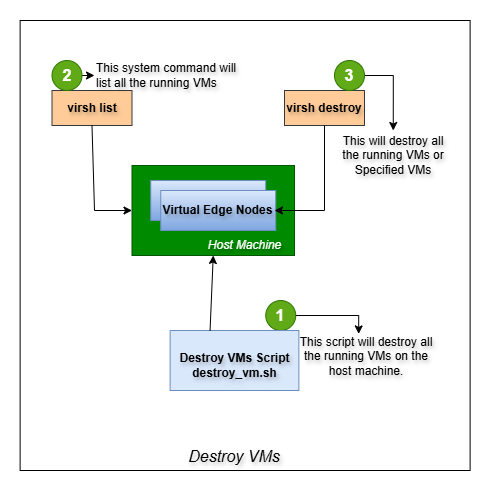 2
This system command will
list all the running VMs
virsh list
3
virsh destroy
This will destroy all
the running VMs or
Specified VMs
Virtual Edge Nodes
Host Machine
1
Destroy VMs Script
destroy_vm.sh
This script will destroy all
the running VMs on the
host machine.
Destroy VMs